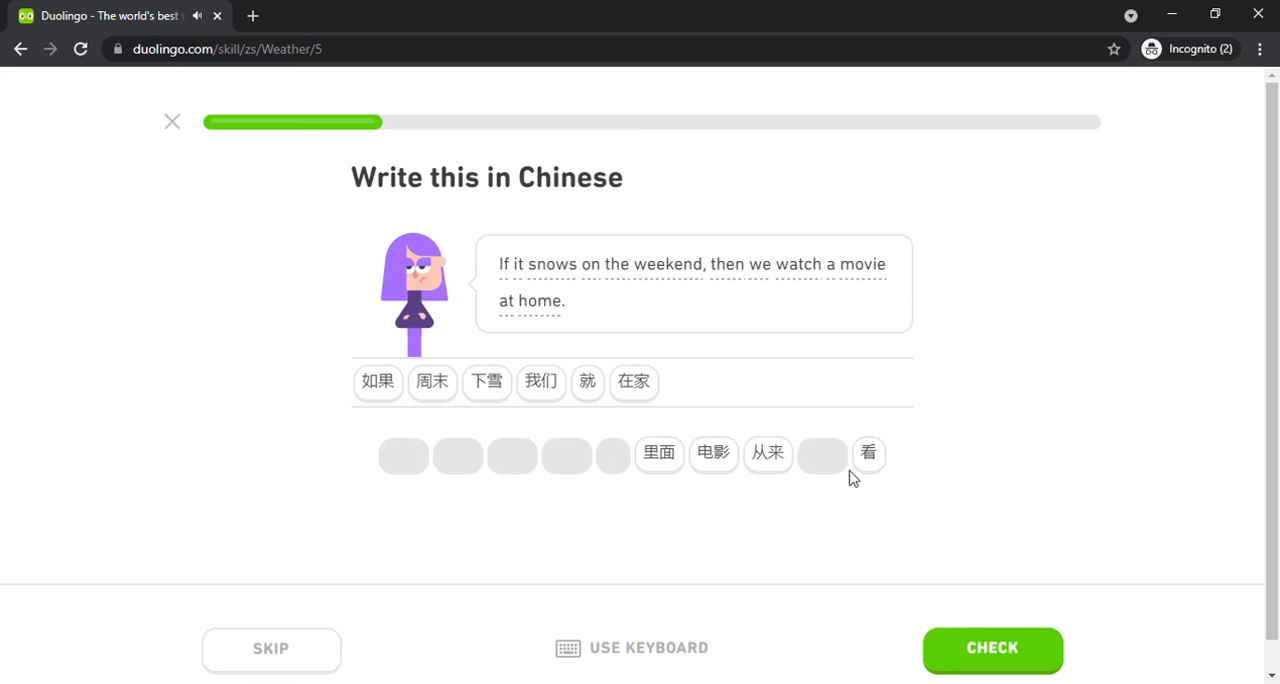 Duolingo - The world's best
duolingo.com/skill/zs/Weather/5
Incognito (2)
Write this in Chinese
If it snows on the weekend, then we watch a movie
at home.
如果 周末 下雪 我们 就 在家
里面 电影 从来 看
SKIP
USE KEYBOARD
CHECK